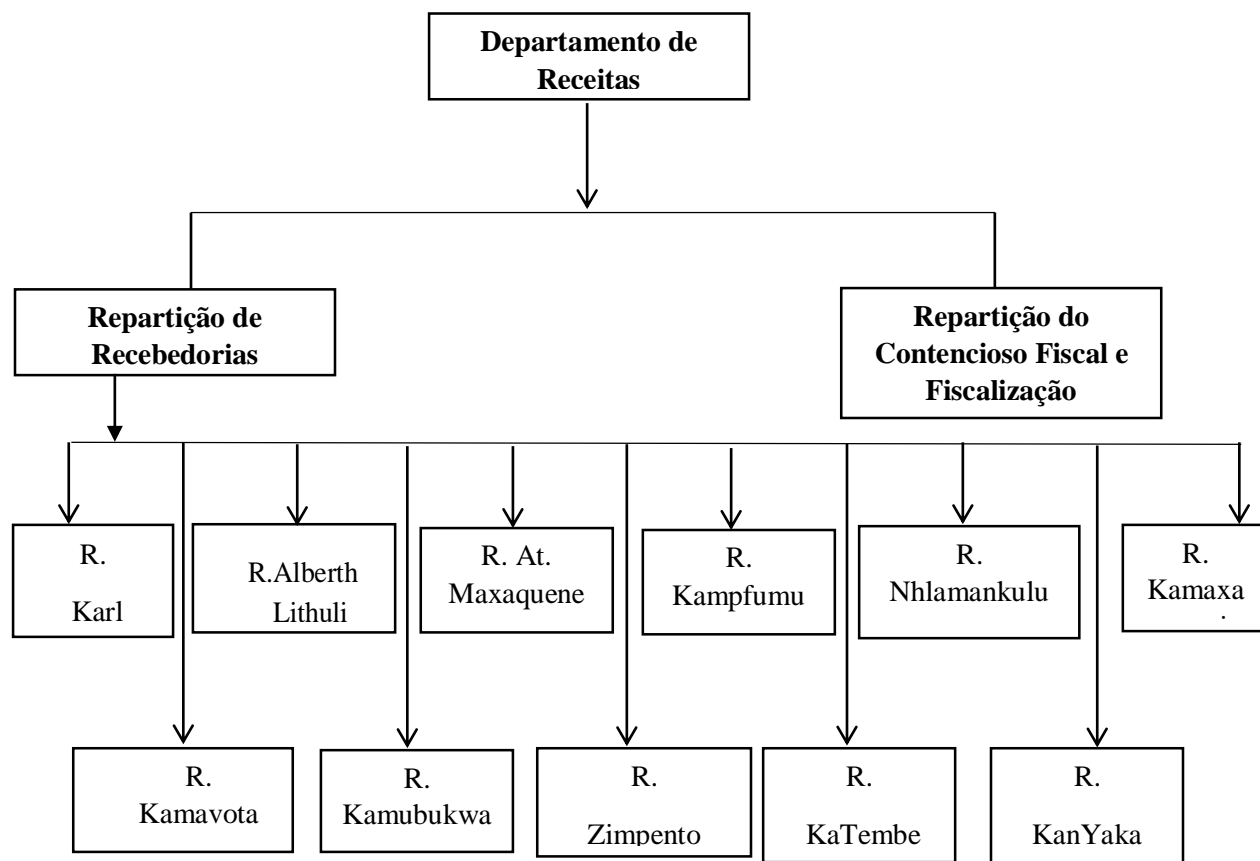 Departamento de
Receitas
Repartição de
Recebedorias
Repartição do
Contencioso Fiscal e
Fiscalização
R.
Karl
R.Alberth
Lithuli
R. At.
Maxaquene
R.
Kampfumu
R.
Nhlamankulu
R.
Kamaxa
R.
Kamavota
R.
Kamubukwa
R.
Zimpento
R.
KaTembe
R.
KanYaka